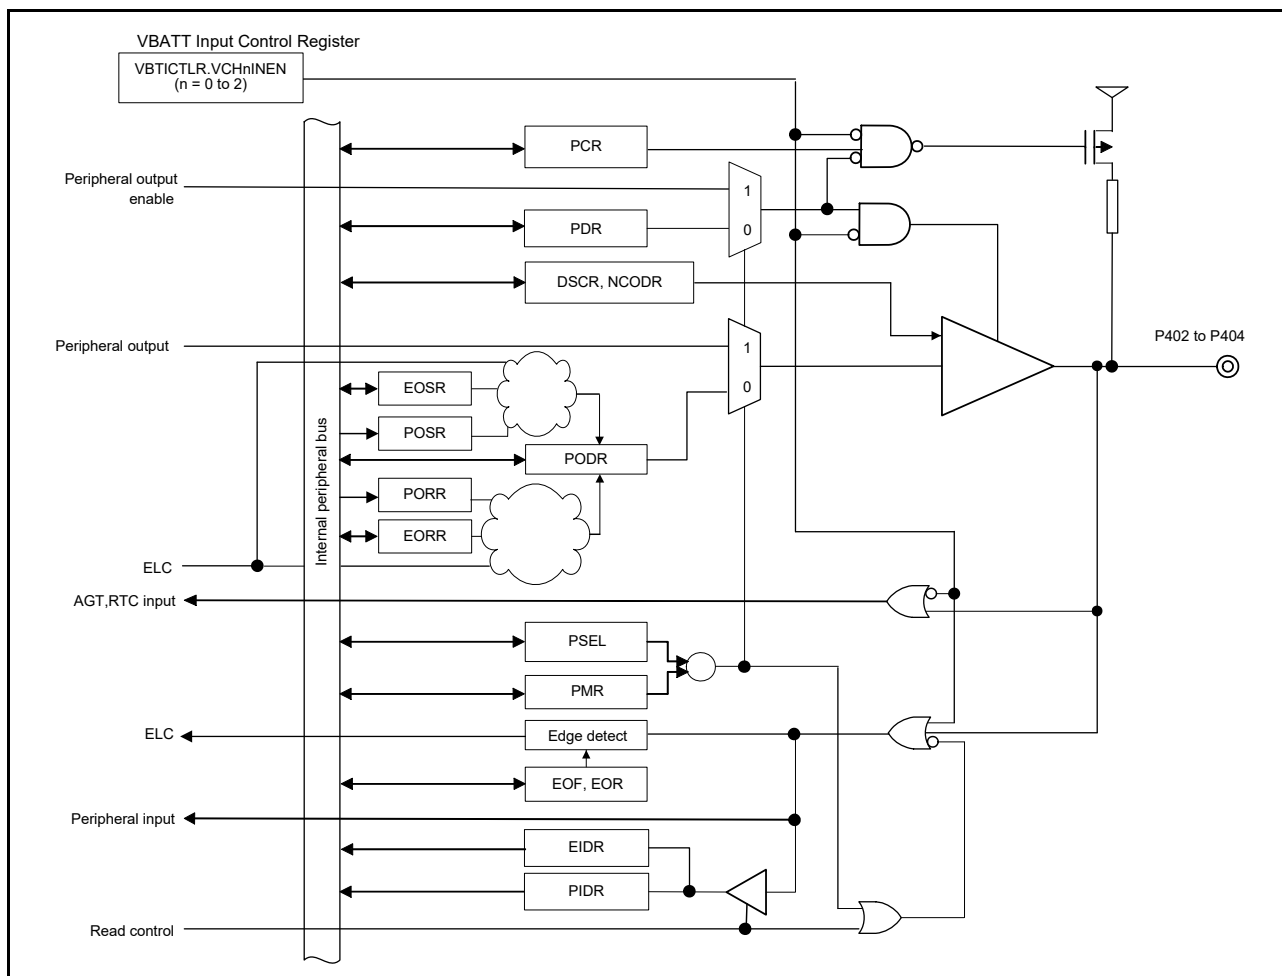 VBATT Input Control Register
VBTICTLR.VCHnINEN
(n = 0 to 2)
PCR
Peripheral output
enable
1
PDR
0
DSCR, NCODR
Peripheral output
1
P402 to P404
EOSR
0
POSR
PODR
PORR
EORR
Internal peripheral bus
ELC
AGT,RTC input
PSEL
PMR
ELC
Edge detect
EOF, EOR
Peripheral input
EIDR
PIDR
Read control